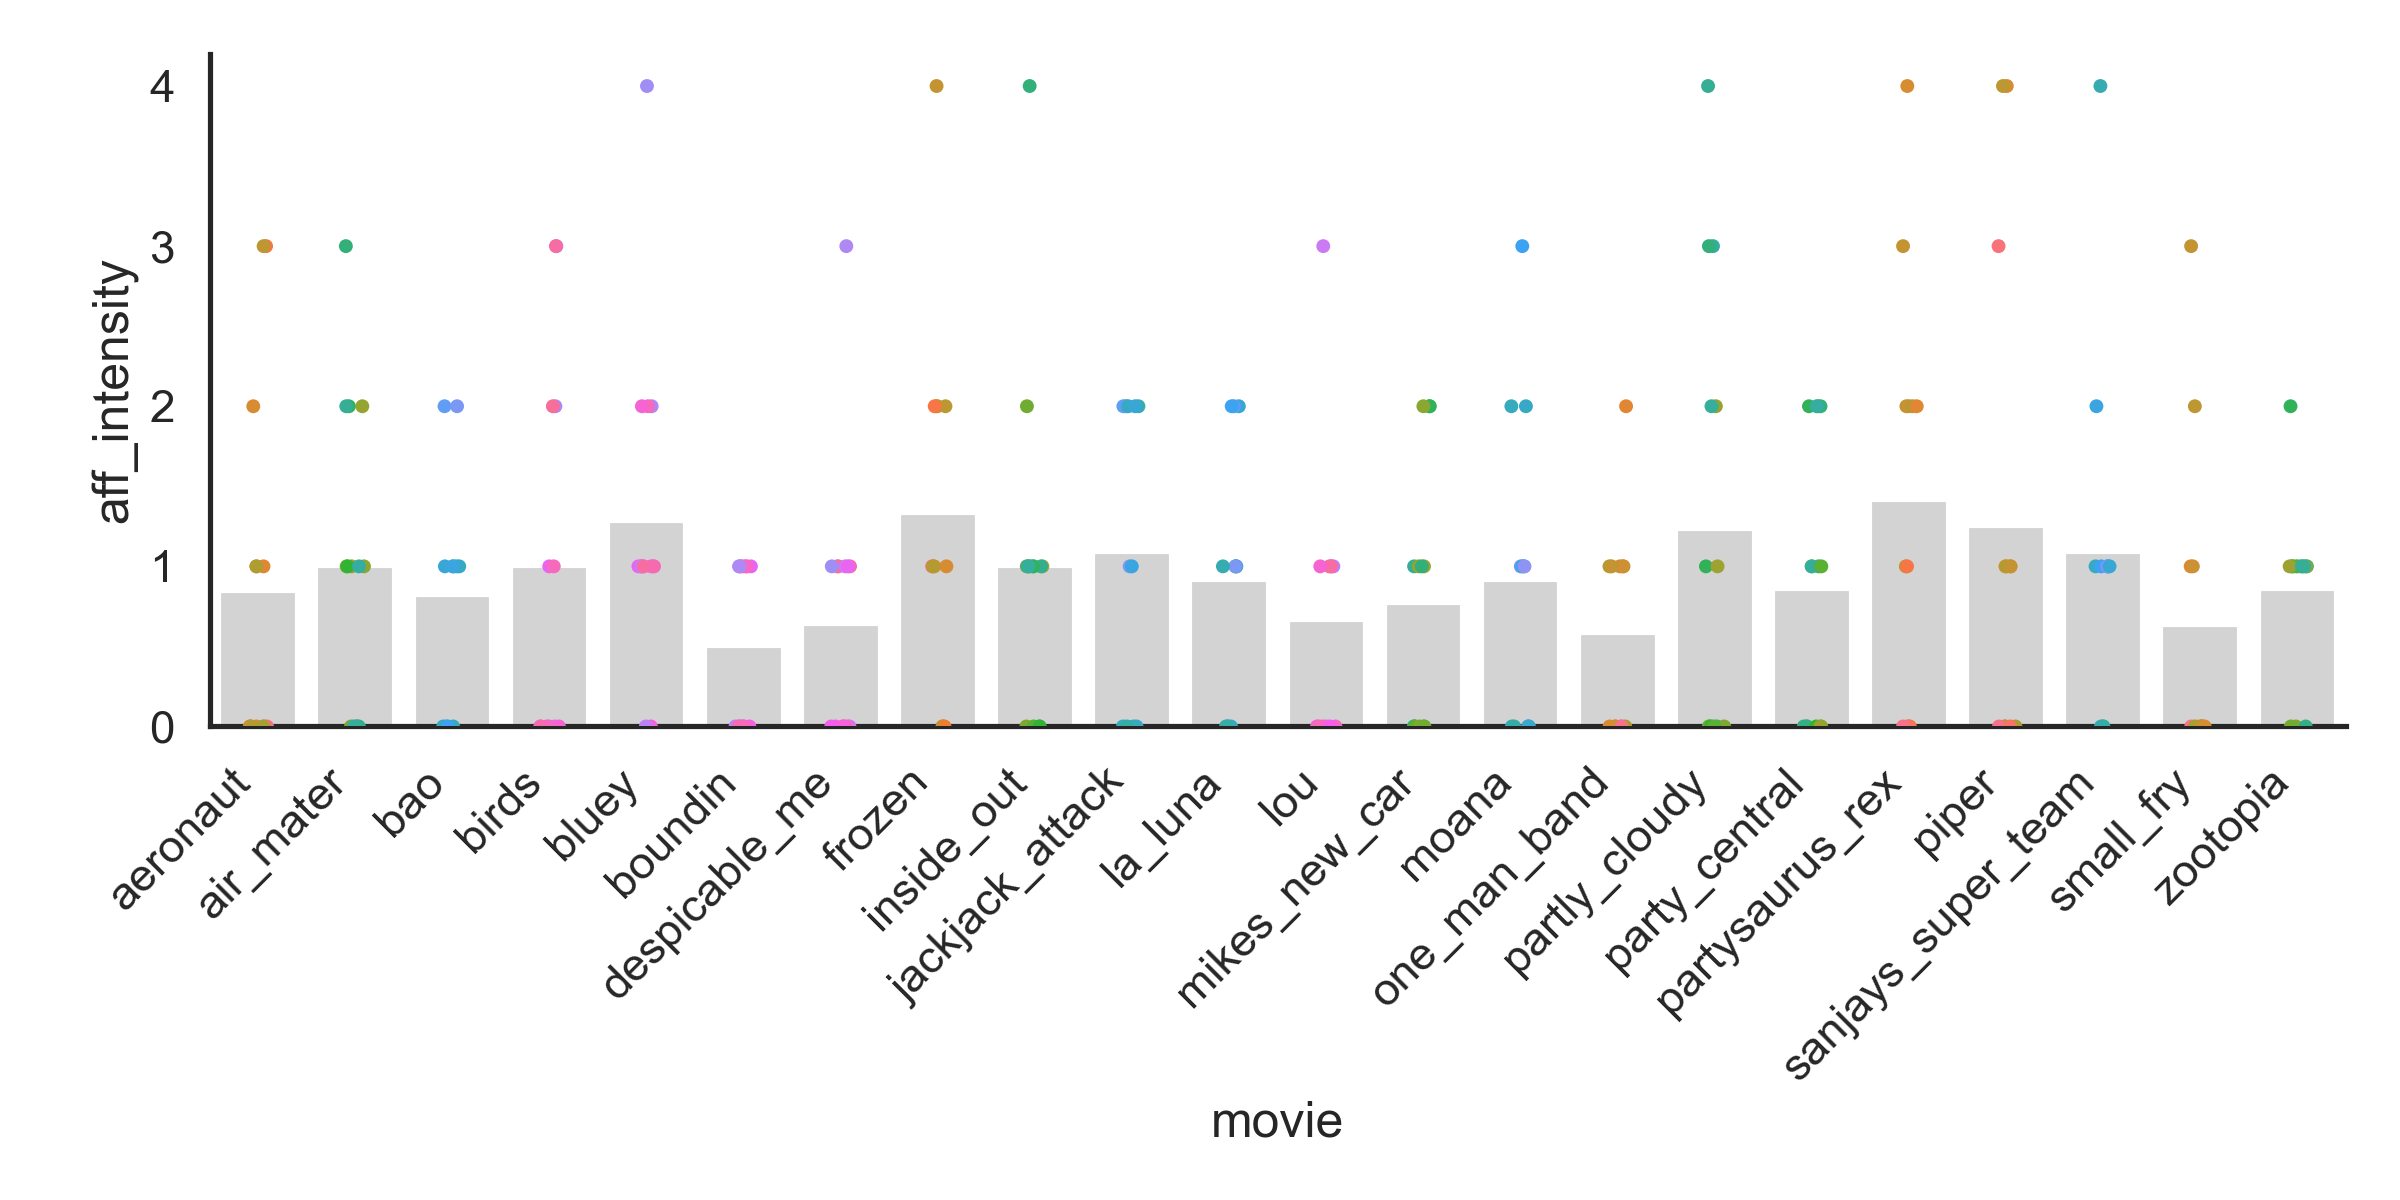 aff_intensity
4
3
2
1
0
aeronaut
air_mater
bao
birds
bluey
boundin
despicable_me
frozen
inside_out
jackjack_attack
la_luna
lou
mikes_new_car
moana
one_man_band
partly_cloudy
party_central
partysaurus_rex
piper
sanjays_super_team
small_fry
zootopia
movie